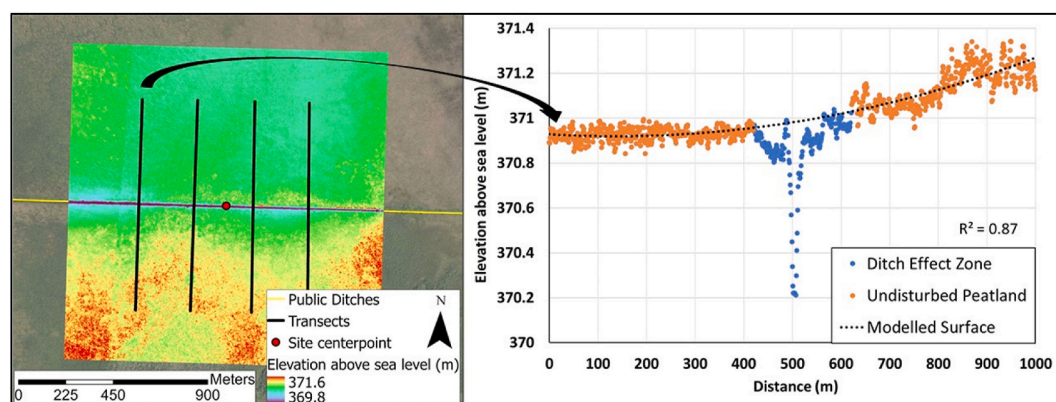 Public Ditches
Transects
Site centerpoint
Elevation above sea level (m)
371.6
369.8
N
Meters
0 225 450 900
371.4
371.2
371
370.8
370.6
370.4
370.2
370
Elevation above sea level (m)
R² = 0.87
Ditch Effect Zone
Undisturbed Peatland
Modelled Surface
0 100 200 300 400 500 600 700 800 900 1000
Distance (m)